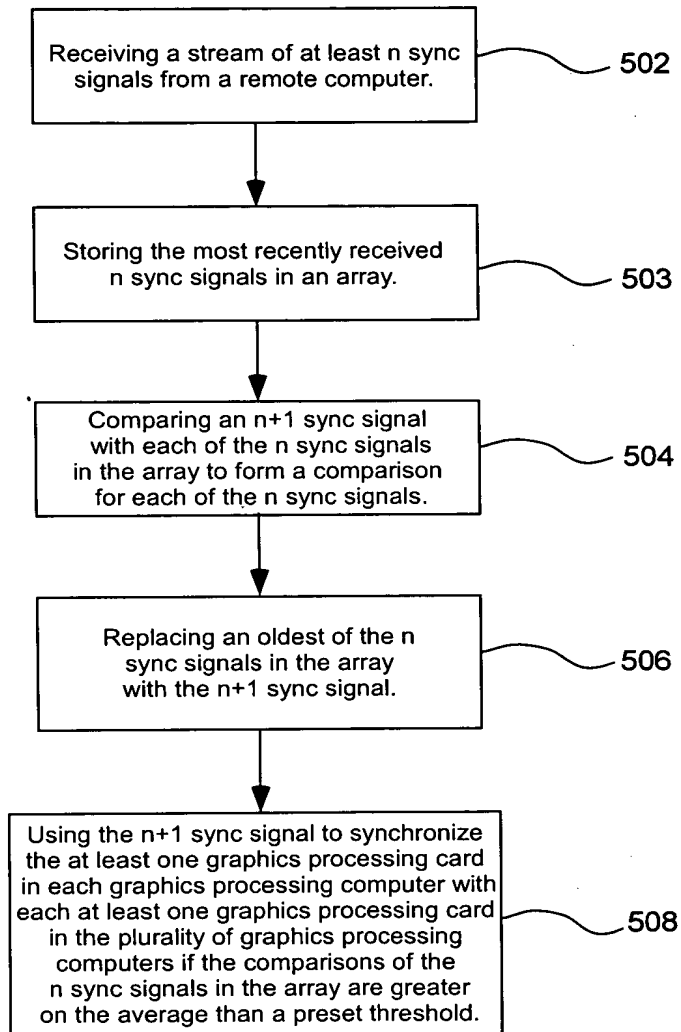 Receiving a stream of at least n sync
signals from a remote computer.
502
Storing the most recently received
n sync signals in an array.
503
Comparing an n+1 sync signal
with each of the n sync signals
in the array to form a comparison
for each of the n sync signals.
504
Replacing an oldest of the n
sync signals in the array
with the n+1 sync signal.
506
Using the n+1 sync signal to synchronize
the at least one graphics processing card
in each graphics processing computer with
each at least one graphics processing card
in the plurality of graphics processing
computers if the comparisons of the
n sync signals in the array are greater
on the average than a preset threshold.
508